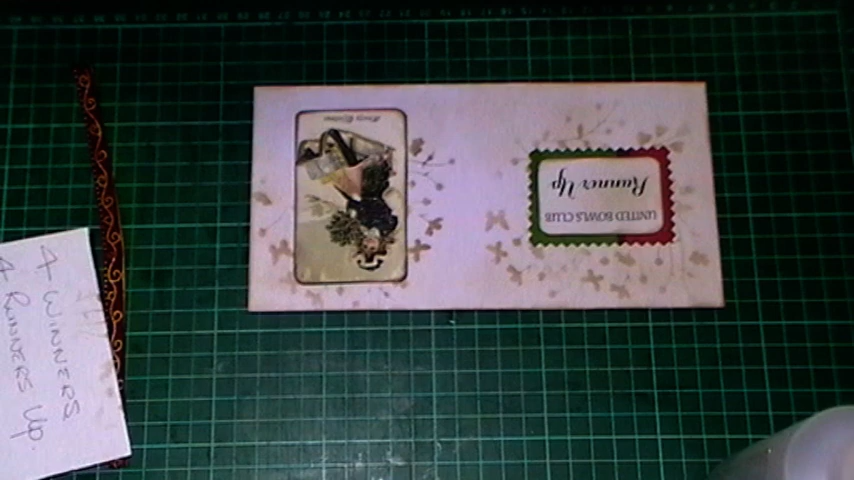 UNITED BOWLS CLUB
Runner Up
4 WINNERS
4 RUNNERS Up.